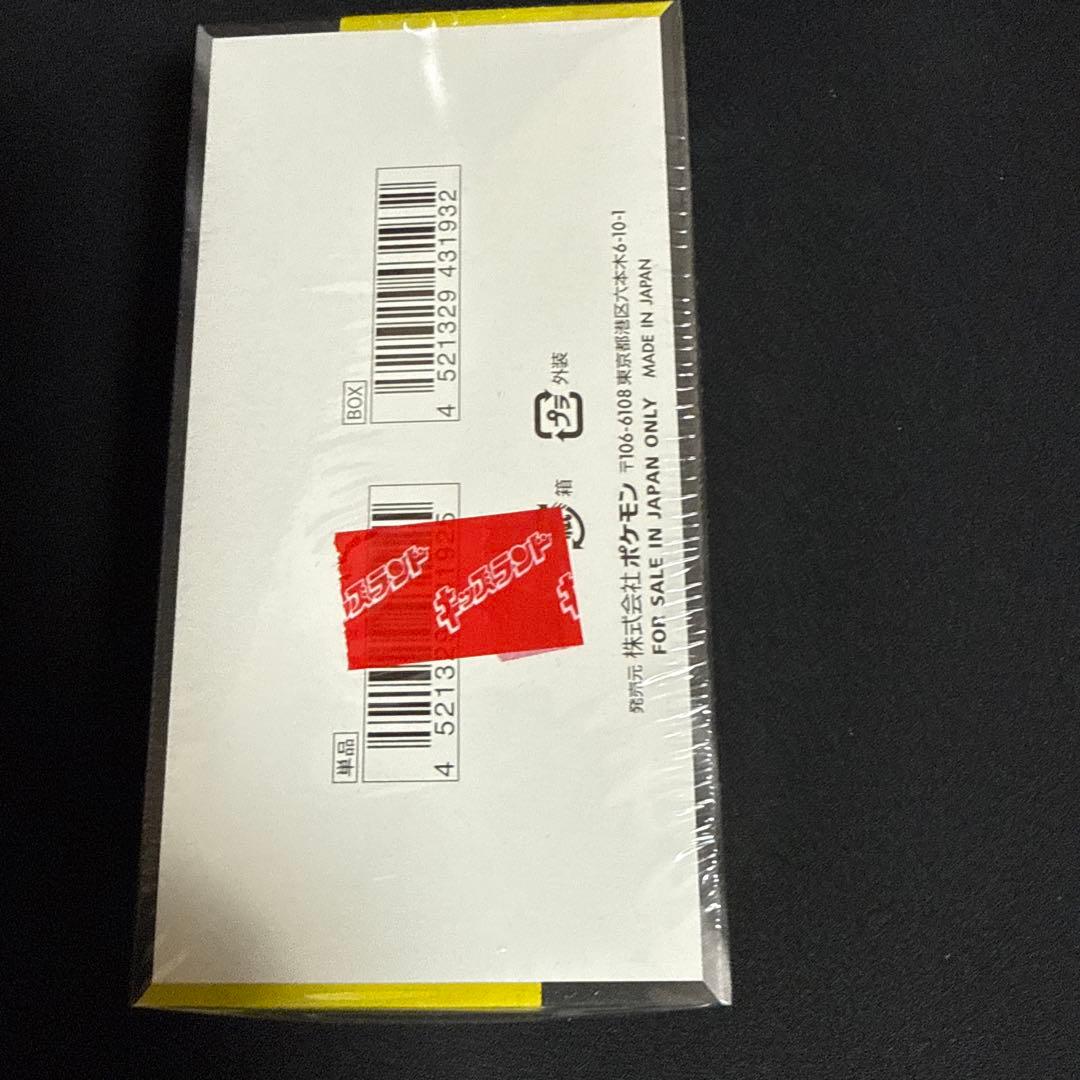 BOX
4 521329 431932
単品
4 5213
キッズランド
ズランド
プラ 外装
紙 箱
発売元 株式会社ポケモン 〒106-6108 東京都港区六本木6-10-1
FOR SALE IN JAPAN ONLY MADE IN JAPAN